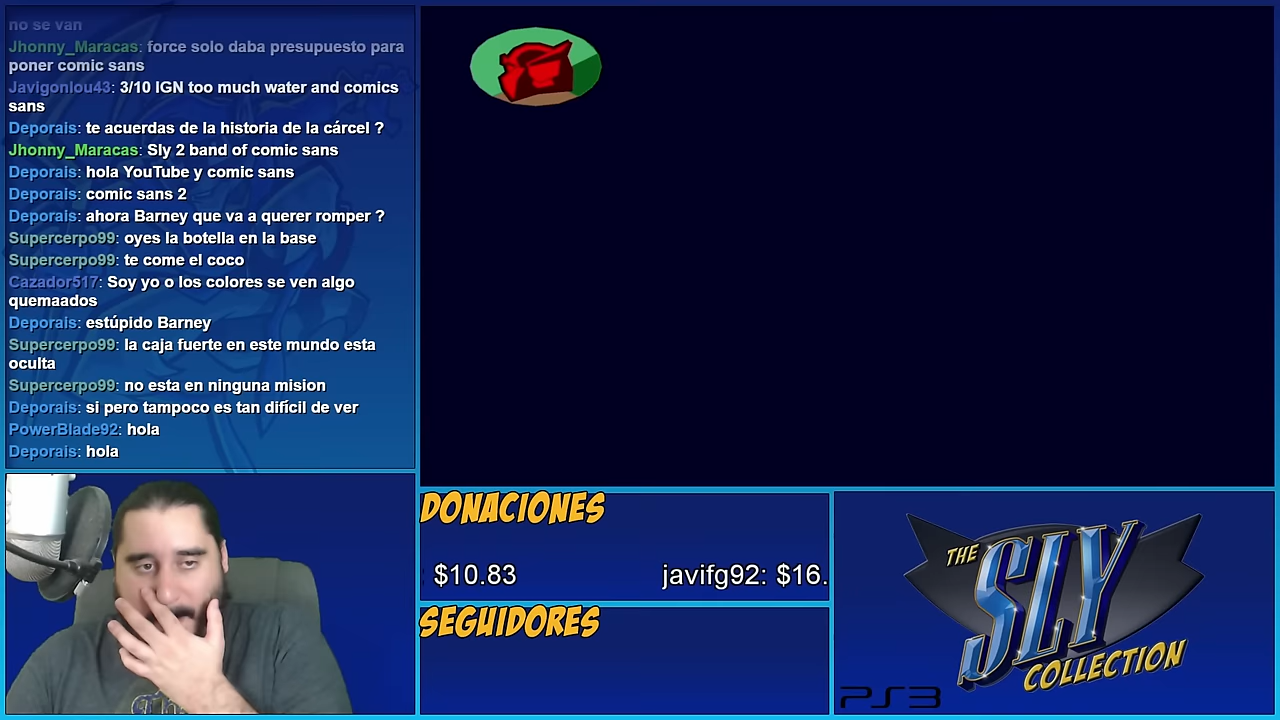 no se van
Jhonny_Maracas: force solo daba presupuesto para
poner comic sans
Javigonlou43: 3/10 IGN too much water and comics
sans
Deporais: te acuerdas de la historia de la cárcel ?
Jhonny_Maracas: Sly 2 band of comic sans
Deporais: hola YouTube y comic sans
Deporais: comic sans 2
Deporais: ahora Barney que va a querer romper ?
Supercerpo99: oyes la botella en la base
Supercerpo99: te come el coco
Cazador517: Soy yo o los colores se ven algo
quemaados
Deporais: estúpido Barney
Supercerpo99: la caja fuerte en este mundo esta
oculta
Supercerpo99: no esta en ninguna mision
Deporais: si pero tampoco es tan difícil de ver
PowerBlade92: hola
Deporais: hola
DONACIONES
: $10.83 javifg92: $16.
SEGUIDORES
THE
SLY
COLLECTION
PS3